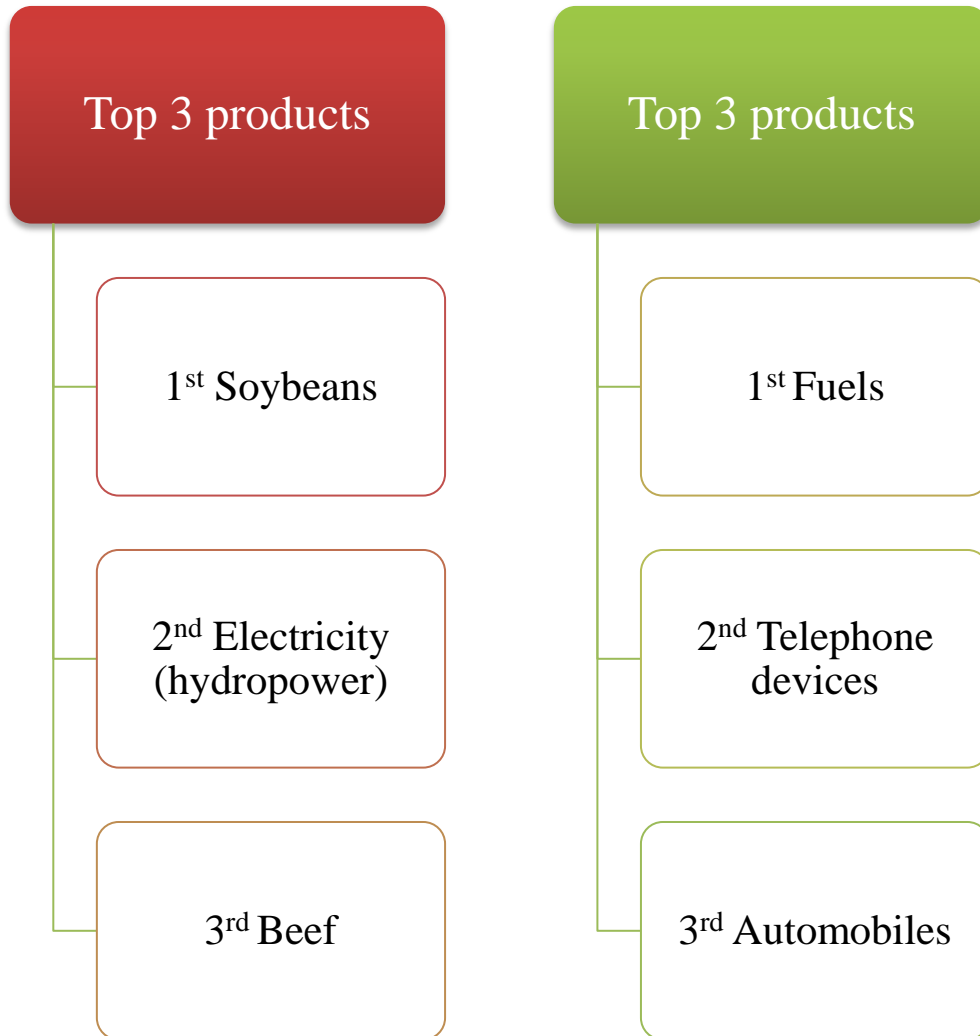 Top 3 products
1st Soybeans
2nd Electricity
(hydropower)
3rd Beef
Top 3 products
1st Fuels
2nd Telephone
devices
3rd Automobiles